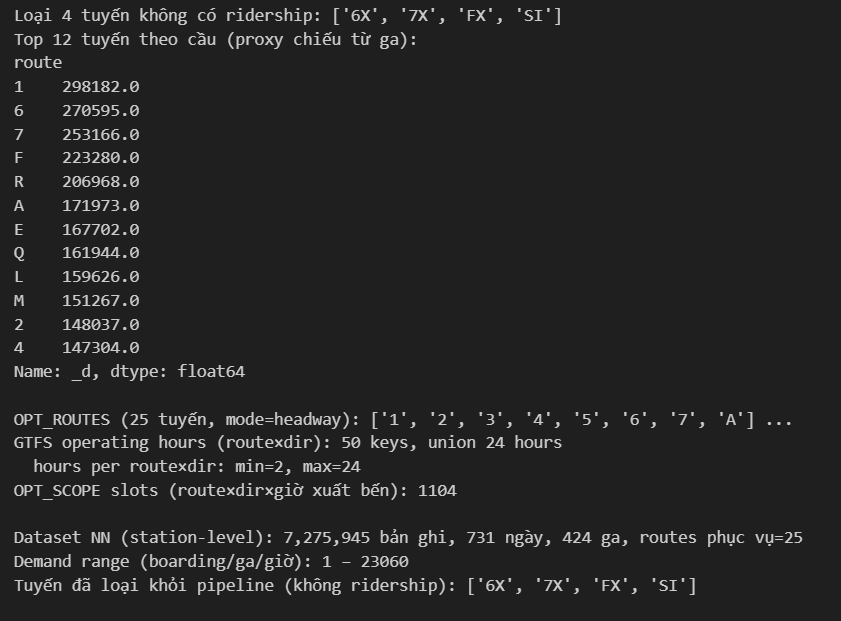 Loại 4 tuyến không có ridership: ['6X', '7X', 'FX', 'SI']
Top 12 tuyến theo cầu (proxy chiếu từ ga):
route
1    298182.0
6    270595.0
7    253166.0
F    223280.0
R    206968.0
A    171973.0
E    167702.0
Q    161944.0
L    159626.0
M    151267.0
2    148037.0
4    147304.0
Name: _d, dtype: float64
OPT_ROUTES (25 tuyến, mode=headway): ['1', '2', '3', '4', '5', '6', '7', 'A'] ...
GTFS operating hours (route×dir): 50 keys, union 24 hours
  hours per route×dir: min=2, max=24
OPT_SCOPE slots (route×dir×giờ xuất bến): 1104
Dataset NN (station-level): 7,275,945 bản ghi, 731 ngày, 424 ga, routes phục vụ=25
Demand range (boarding/ga/giờ): 1 – 23060
Tuyến đã loại khỏi pipeline (không ridership): ['6X', '7X', 'FX', 'SI']